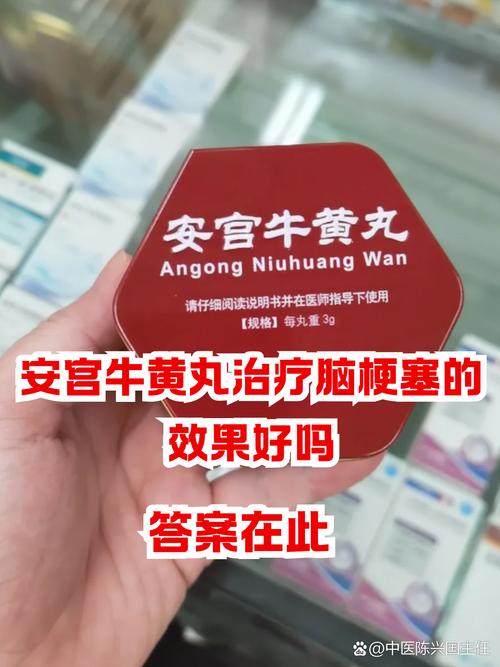 安宫牛黄丸
Angong Niuhuang Wan
请仔细阅读说明书并在医师指导下使用
【规格】每丸重 3g
安宫牛黄丸治疗脑梗塞的
效果好吗
答案在此
@中医陈兴国主任